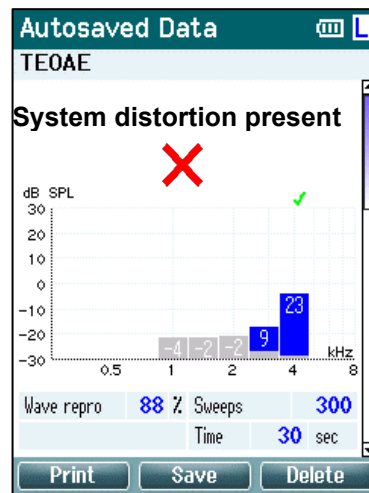 Autosaved Data L
TEOAE
System distortion present
dB SPL
30
20
10
0
-10
-20
-30
-4 -2 -2 9 23
kHz
0.5 1 2 4 8
Wave repro 88 % Sweeps 300
Time 30 sec
Print Save Delete